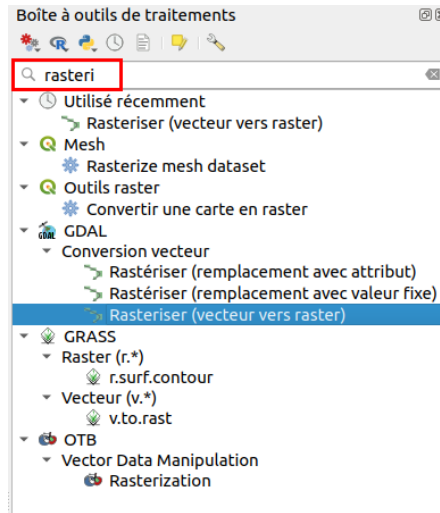 Boîte à outils de traitements
rasteri
Utilisé récemment
Rasteriser (vecteur vers raster)
Mesh
Rasterize mesh dataset
Outils raster
Convertir une carte en raster
GDAL
Conversion vecteur
Rastériser (remplacement avec attribut)
Rastériser (remplacement avec valeur fixe)
Rasteriser (vecteur vers raster)
GRASS
Raster (r.*)
r.surf.contour
Vecteur (v.*)
v.to.rast
OTB
Vector Data Manipulation
Rasterization